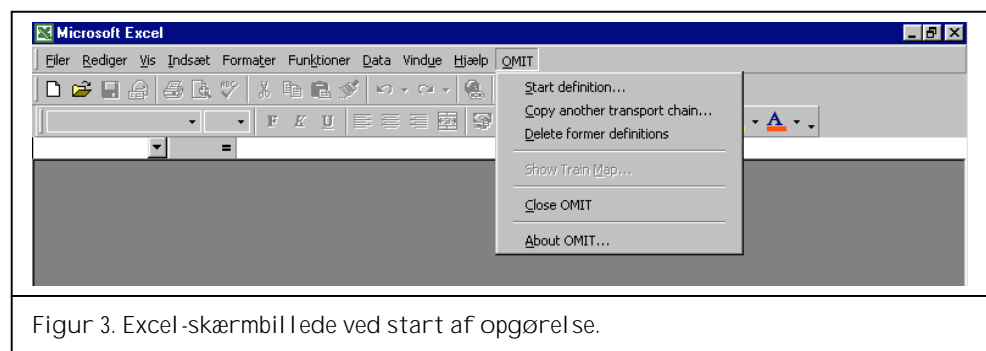 Microsoft Excel
Filer Rediger Vis Indsæt Formater Funktioner Data Vindue Hjælp OMIT
Start definition...
Copy another transport chain...
Delete former definitions
Show Train Map...
Close OMIT
About OMIT...
F K U
A
=
Figur 3. Excel-skærmbillede ved start af opgørelse.